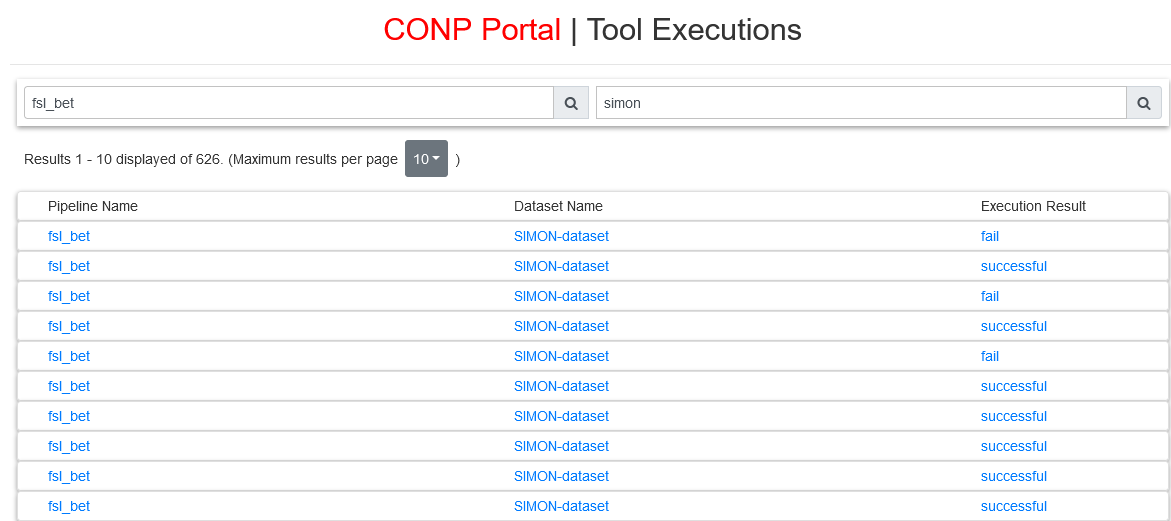 CONP Portal | Tool Executions
fsl_bet simon
Results 1 - 10 displayed of 626. (Maximum results per page 10 )
Pipeline Name Dataset Name Execution Result
fsl_bet SIMON-dataset fail
fsl_bet SIMON-dataset successful
fsl_bet SIMON-dataset fail
fsl_bet SIMON-dataset successful
fsl_bet SIMON-dataset fail
fsl_bet SIMON-dataset successful
fsl_bet SIMON-dataset successful
fsl_bet SIMON-dataset successful
fsl_bet SIMON-dataset successful
fsl_bet SIMON-dataset successful